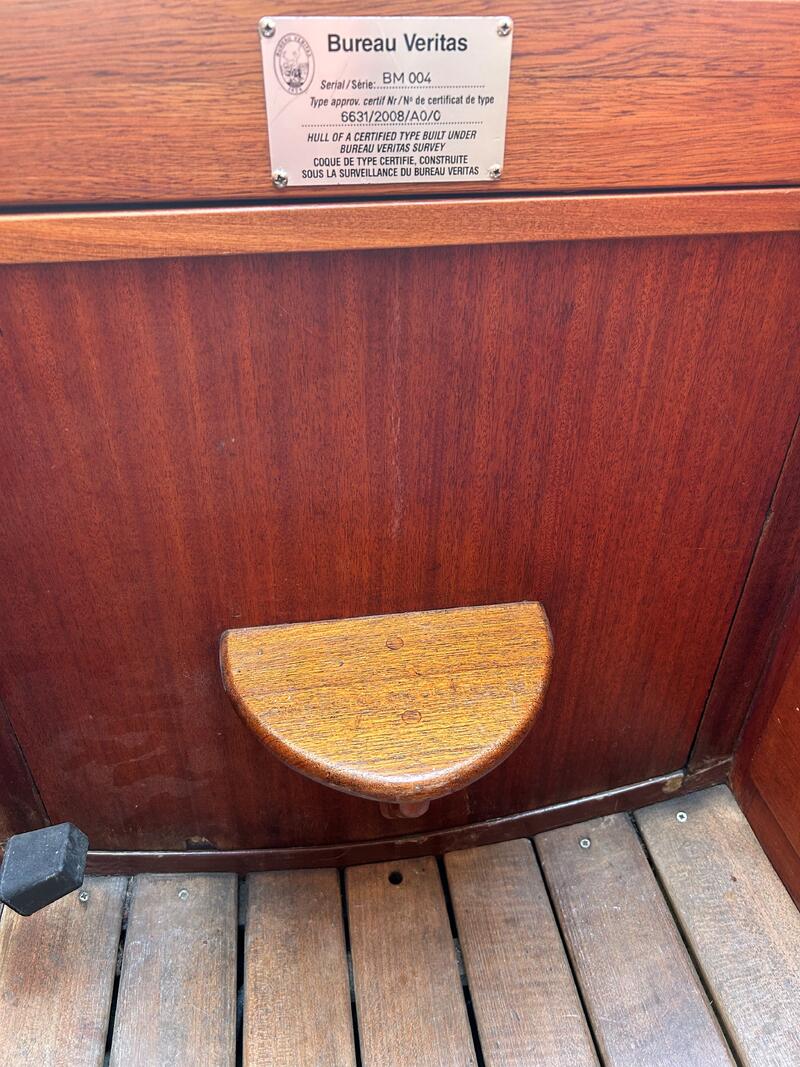 Bureau Veritas
Serial / Série: BM 004
Type approv. certif Nr / Nº de certificat de type
6631/2008/A0/0
HULL OF A CERTIFIED TYPE BUILT UNDER
BUREAU VERITAS SURVEY
COQUE DE TYPE CERTIFIE, CONSTRUITE
SOUS LA SURVEILLANCE DU BUREAU VERITAS